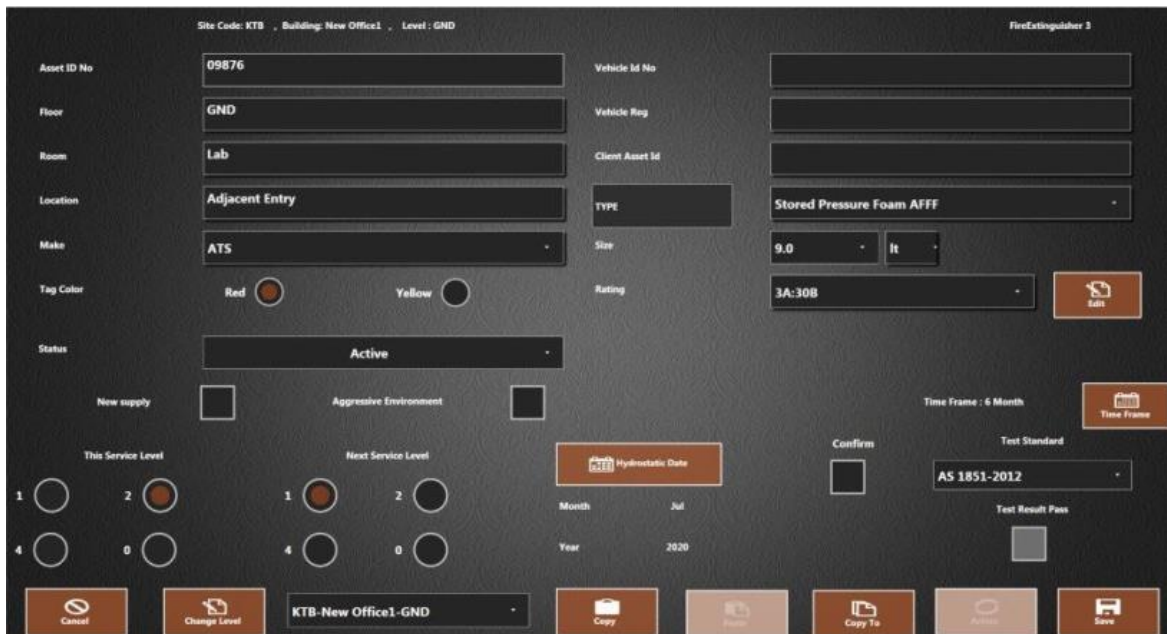 Site Code: KTB , Building: New Office1 , Level : GND FireExtinguisher 3
Asset ID No 09876 Vehicle Id No
Floor GND Vehicle Reg
Room Lab Client Asset Id
Location Adjacent Entry TYPE Stored Pressure Foam AFFF
Make ATS Size 9.0 lt
Tag Color Red Yellow Rating 3A:30B Edit
Status Active
New supply Aggressive Environment Time Frame : 6 Month Time Frame
This Service Level Next Service Level Hydrostatic Date Confirm Test Standard
1 2 1 2 AS 1851-2012
Month Jul Test Result Pass
4 0 4 0 Year 2020
Cancel Change Level KTB-New Office1-GND Copy Paste Copy To Action Save